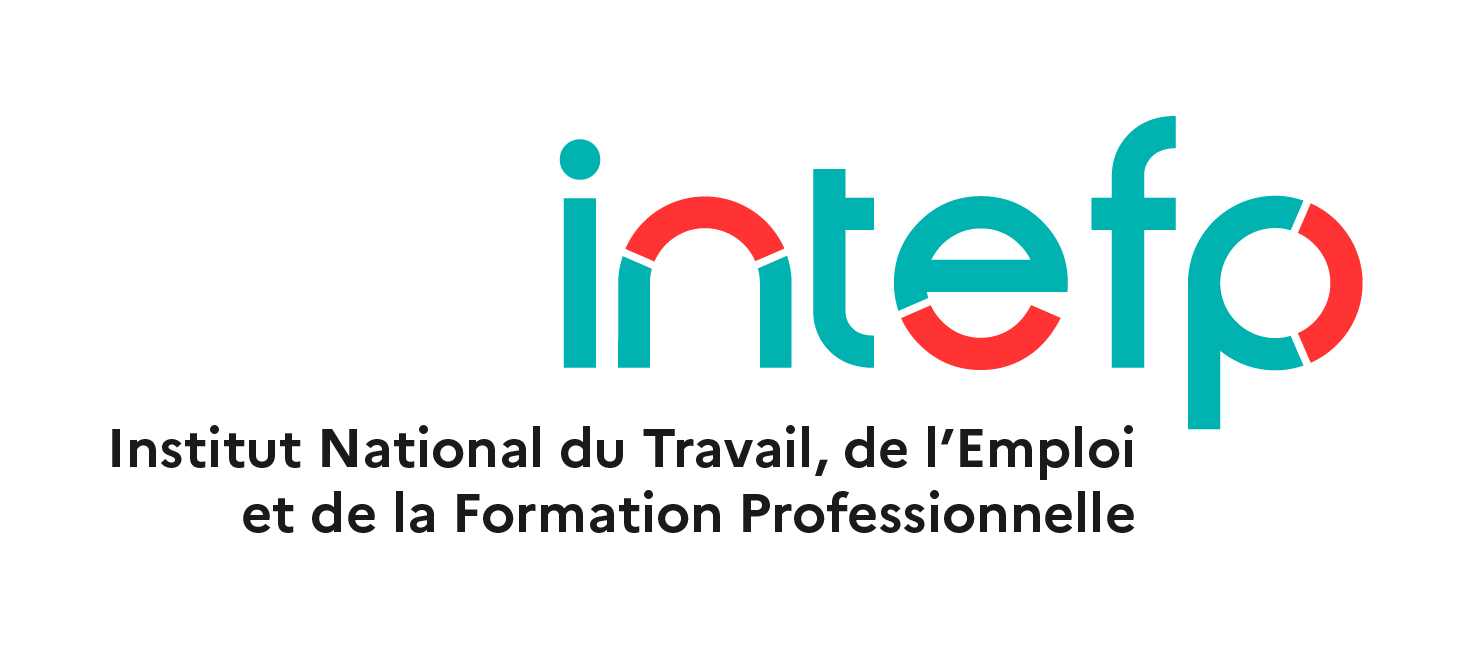 intefp
Institut National du Travail, de l’Emploi
et de la Formation Professionnelle